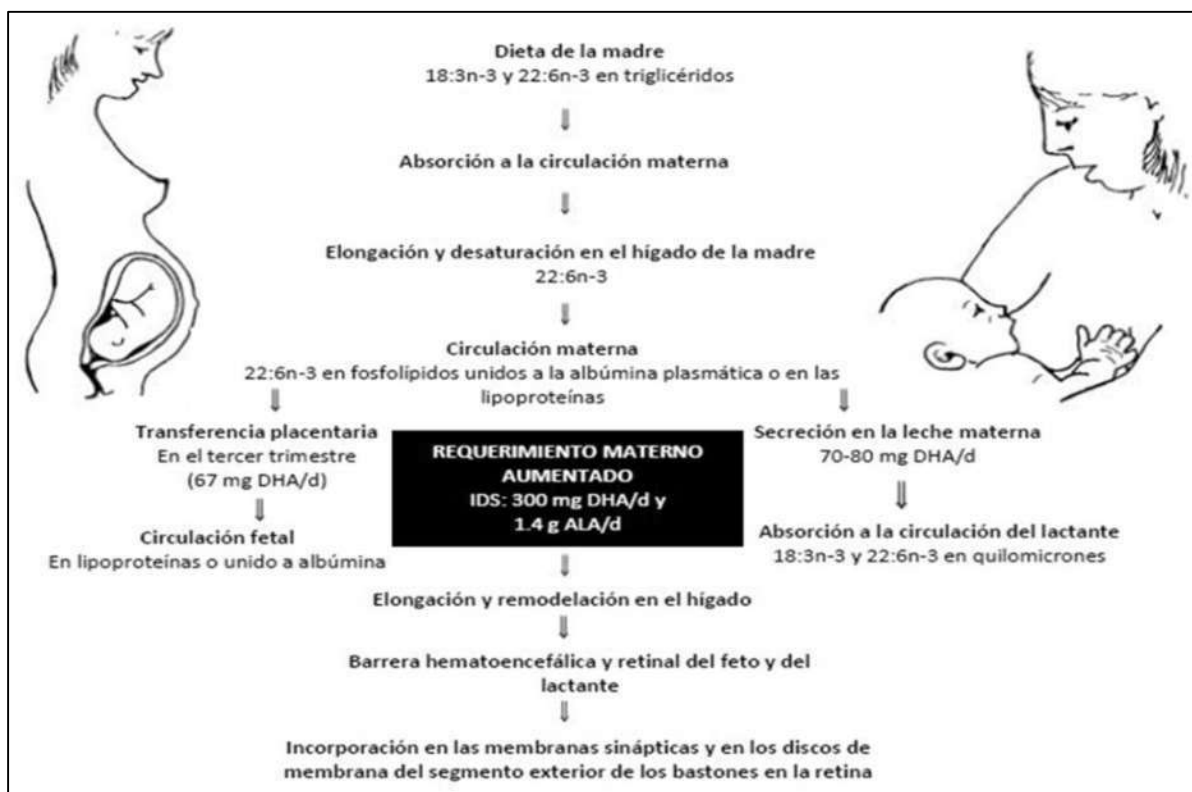 Dieta de la madre
18:3n-3 y 22:6n-3 en triglicéridos
Absorción a la circulación materna
Elongación y desaturación en el hígado de la madre
22:6n-3
Circulación materna
22:6n-3 en fosfolípidos unidos a la albúmina plasmática o en las
lipoproteínas
Transferencia placentaria
En el tercer trimestre
(67 mg DHA/d)
Circulación fetal
En lipoproteínas o unido a albúmina
REQUERIMIENTO MATERNO
AUMENTADO
IDS: 300 mg DHA/d y
1.4 g ALA/d
Secreción en la leche materna
70-80 mg DHA/d
Absorción a la circulación del lactante
18:3n-3 y 22:6n-3 en quilomicrones
Elongación y remodelación en el hígado
Barrera hematoencefálica y retinal del feto y del
lactante
Incorporación en las membranas sinápticas y en los discos de
membrana del segmento exterior de los bastones en la retina